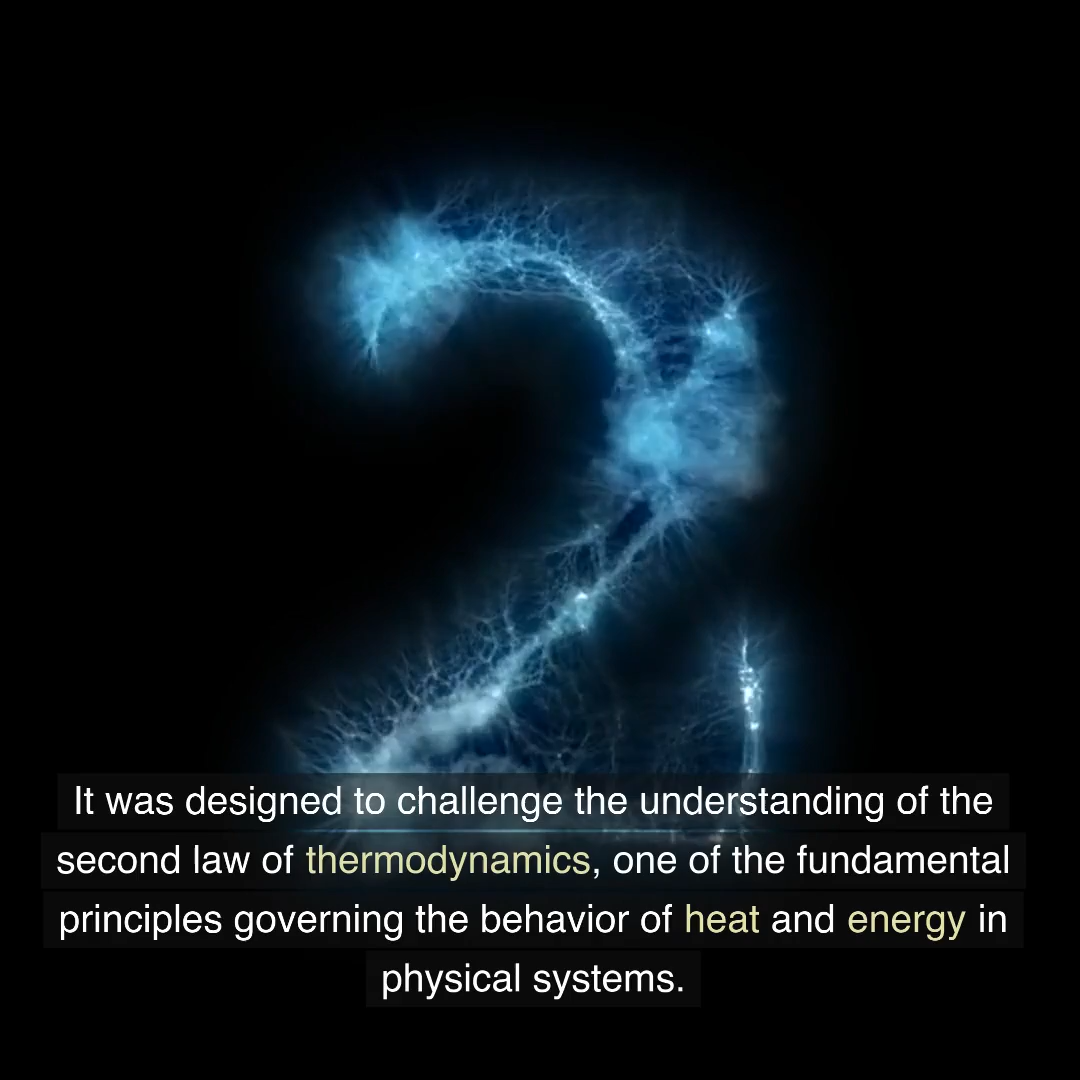 2
It was designed to challenge the understanding of the
second law of thermodynamics, one of the fundamental
principles governing the behavior of heat and energy in
physical systems.